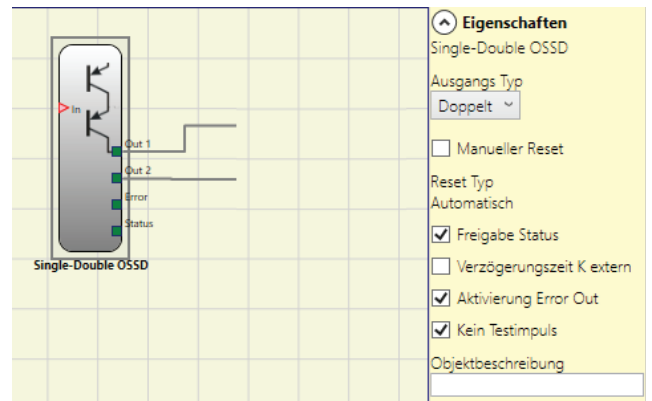 In
Out 1
Out 2
Error
Status
Single-Double OSSD
Eigenschaften
Single-Double OSSD
Ausgangs Typ
Doppelt
Manueller Reset
Reset Typ
Automatisch
Freigabe Status
Verzögerungszeit K extern
Aktivierung Error Out
Kein Testimpuls
Objektbeschreibung